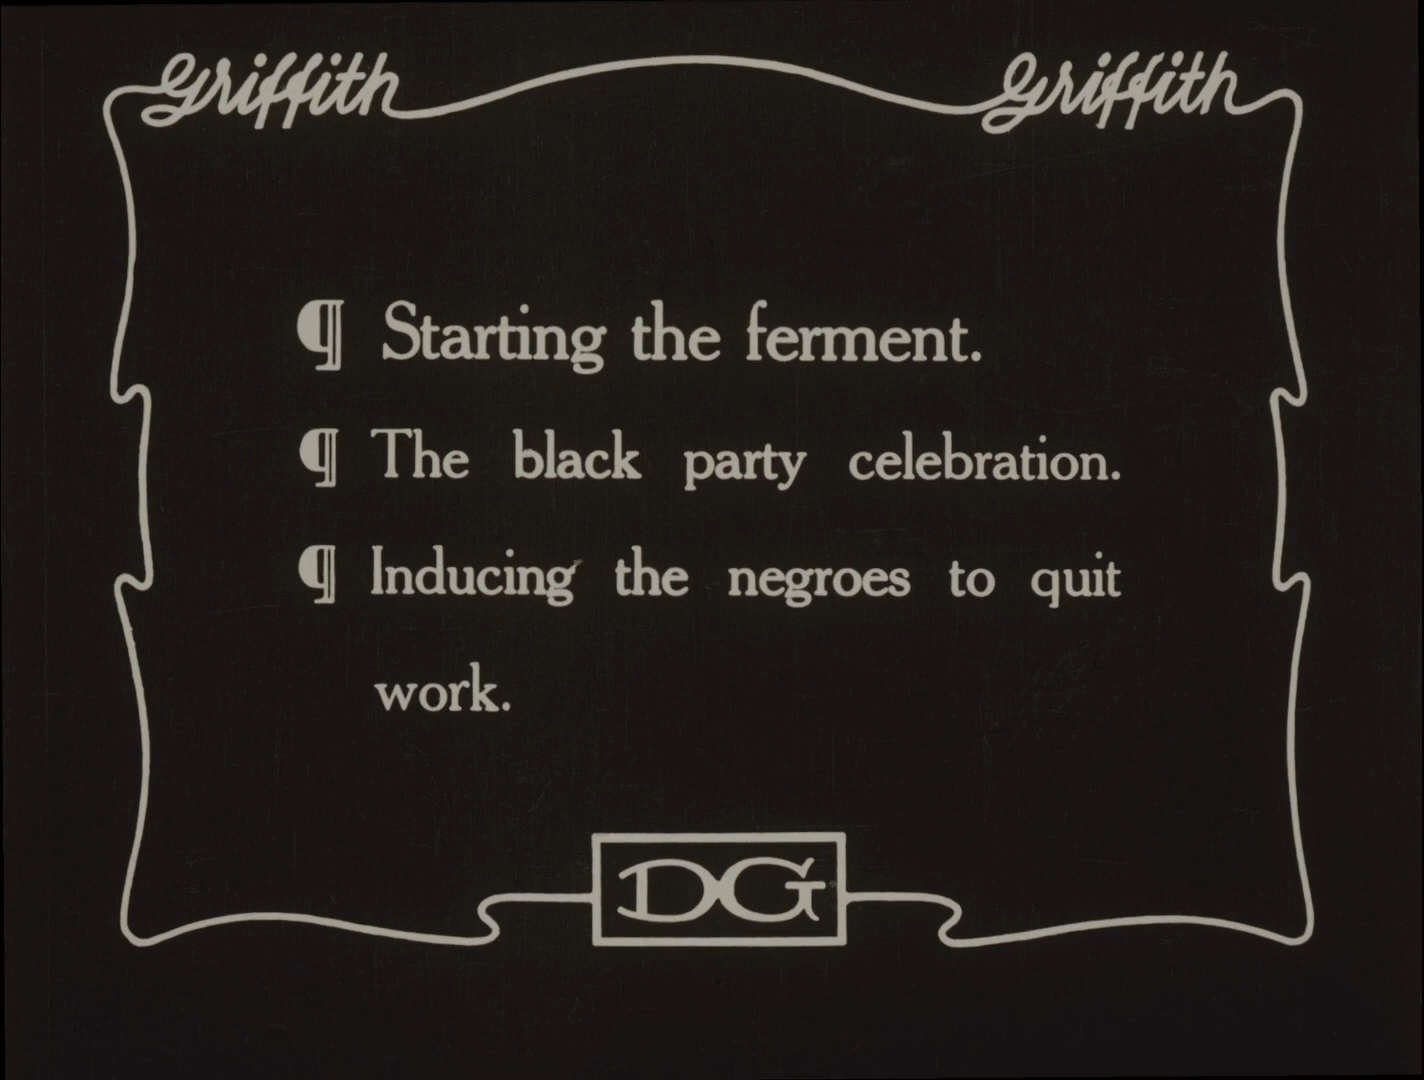 Griffith Griffith
¶ Starting the ferment.
¶ The black party celebration.
¶ Inducing the negroes to quit
work.
DG